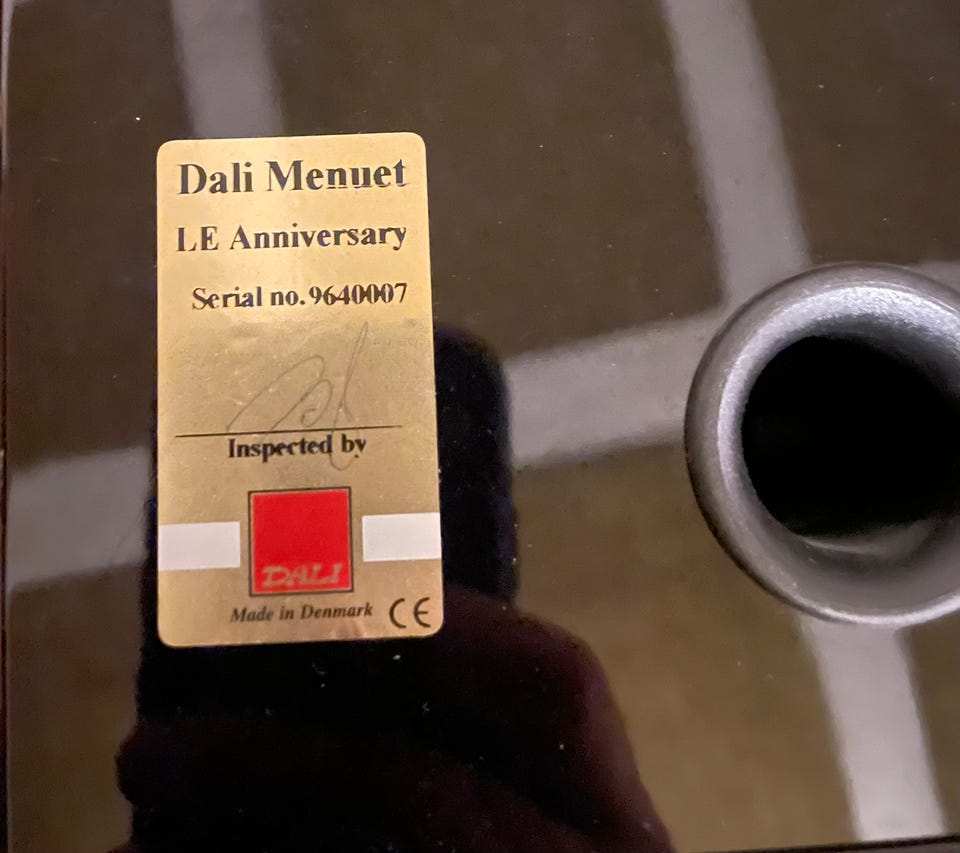 Dali Menuet
LE Anniversary
Serial no. 9640007
Inspected by
DALI
Made in Denmark CE